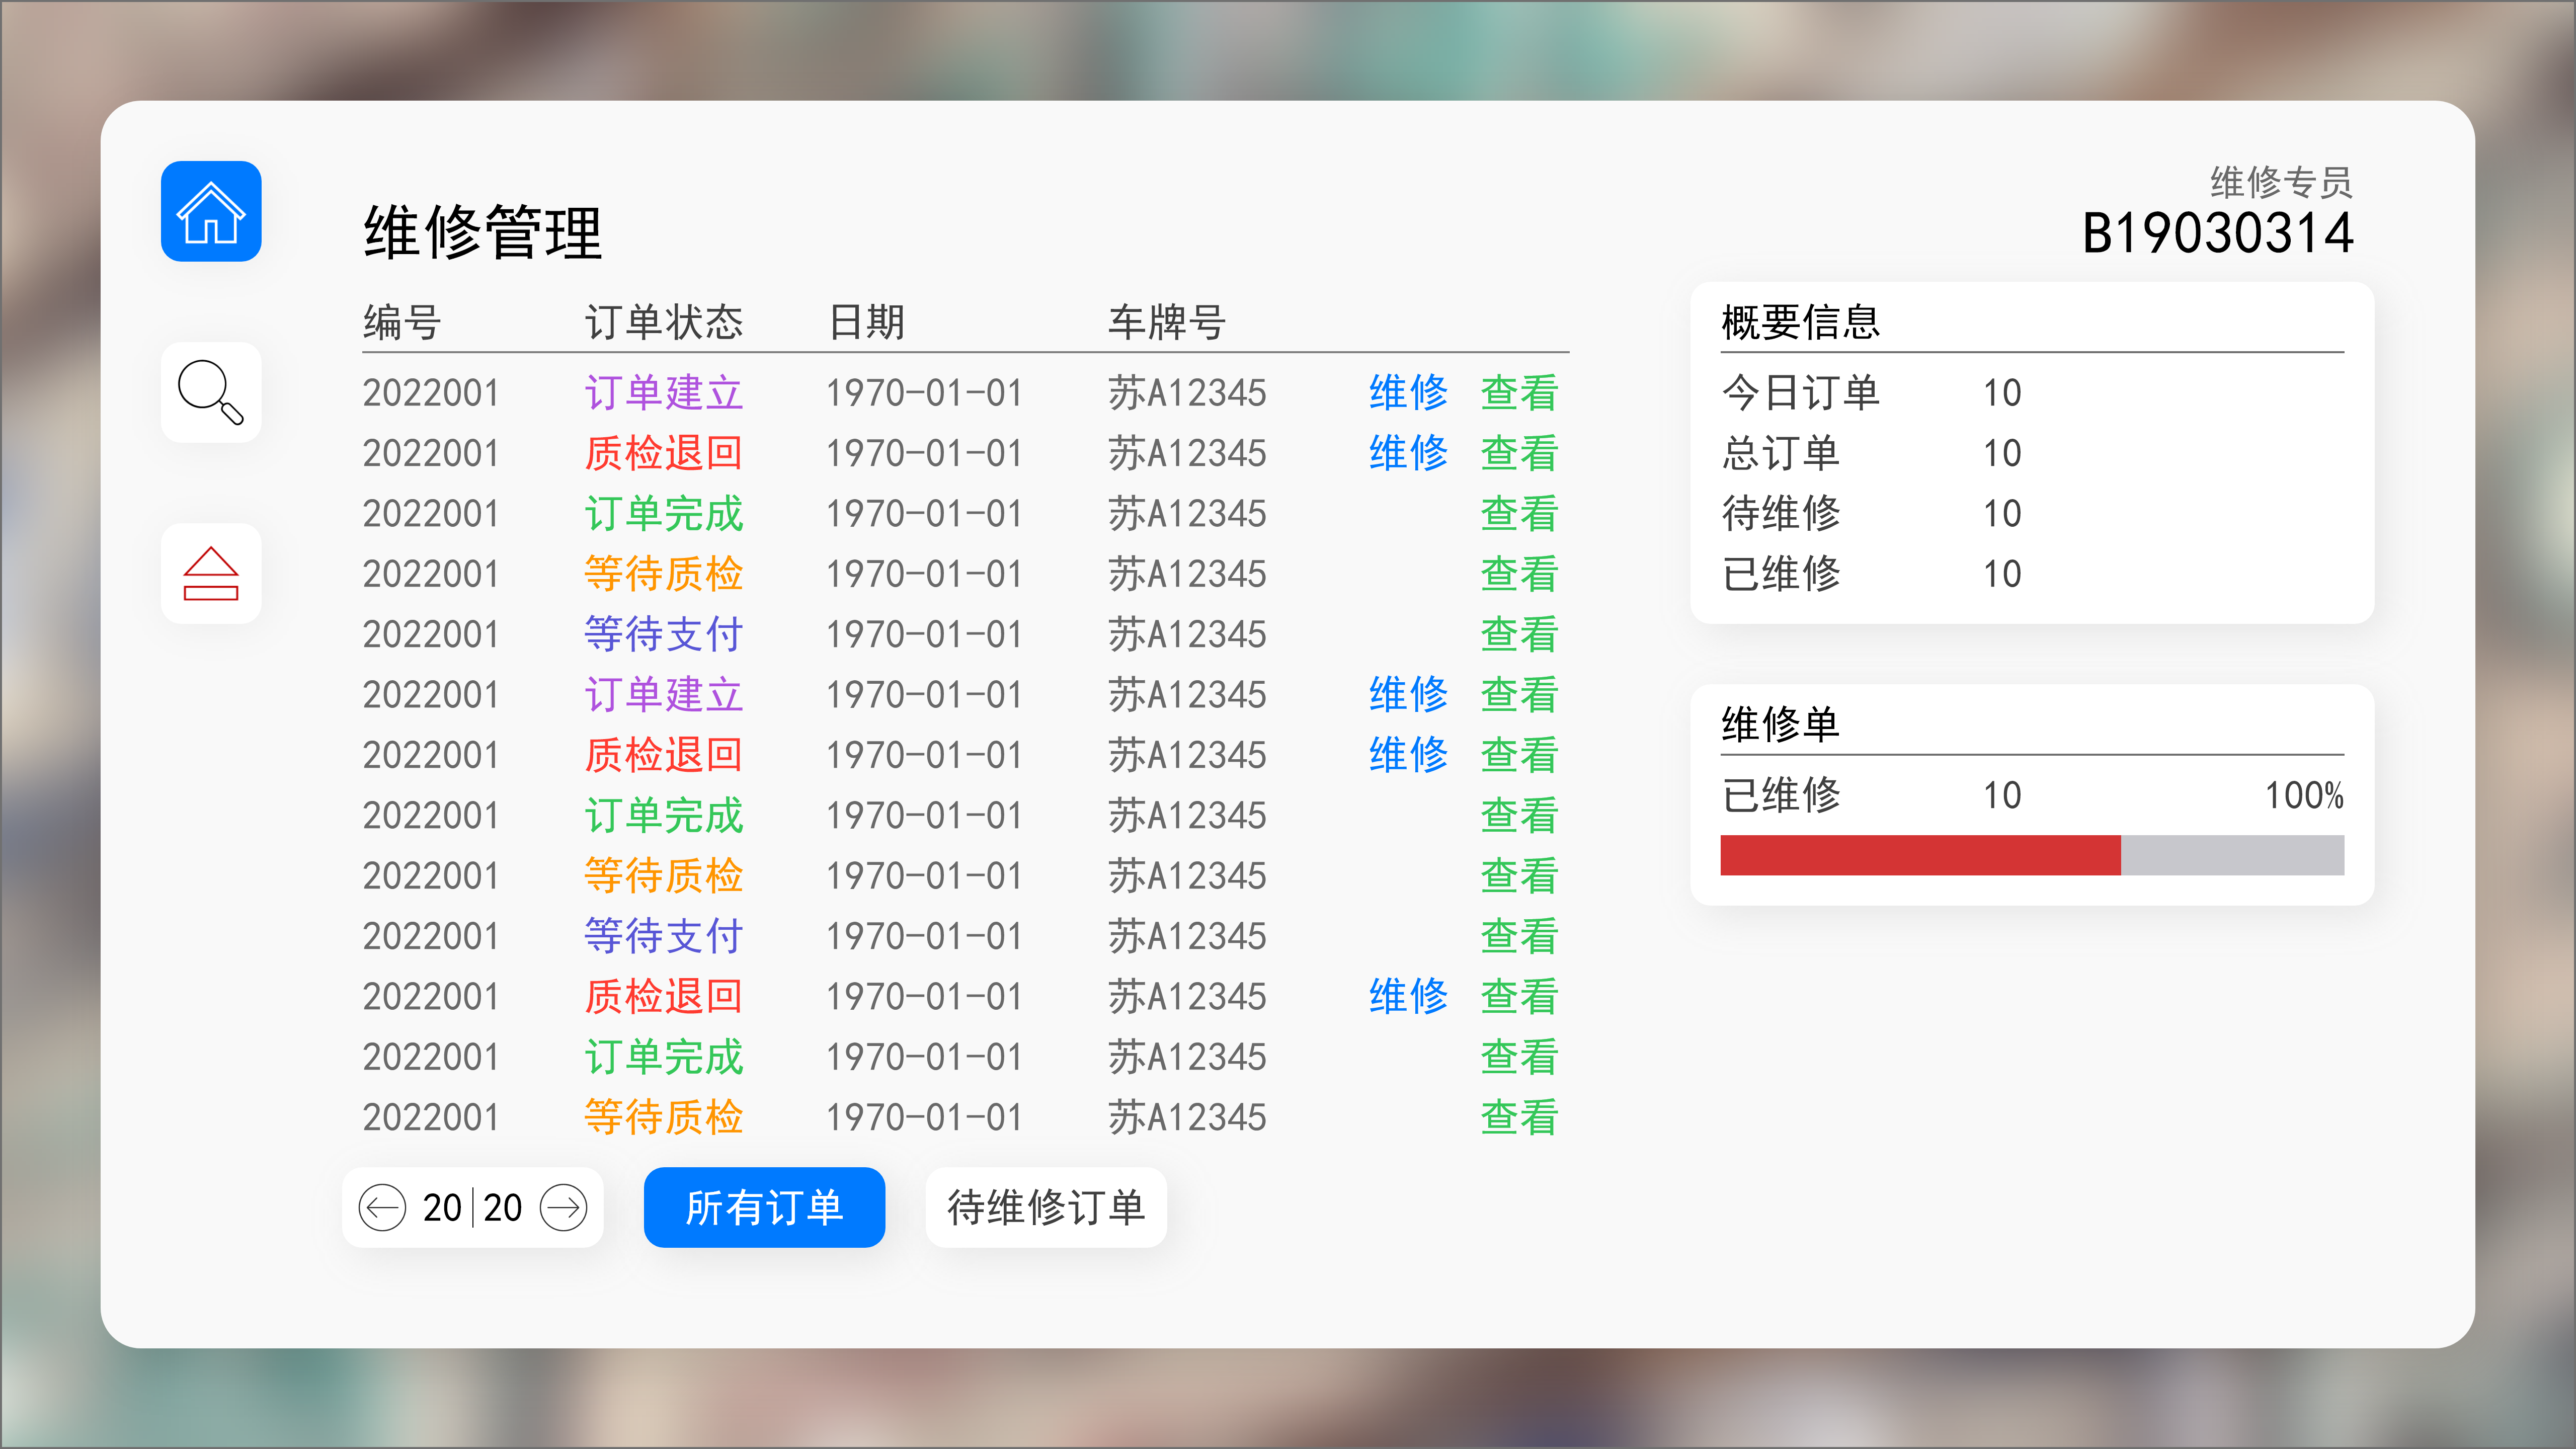 维修专员
维修管理 B19030314
编号 订单状态 日期 车牌号
2022001 订单建立 1970-01-01 苏A12345 维修 查看
2022001 质检退回 1970-01-01 苏A12345 维修 查看
2022001 订单完成 1970-01-01 苏A12345 查看
2022001 等待质检 1970-01-01 苏A12345 查看
2022001 等待支付 1970-01-01 苏A12345 查看
2022001 订单建立 1970-01-01 苏A12345 维修 查看
2022001 质检退回 1970-01-01 苏A12345 维修 查看
2022001 订单完成 1970-01-01 苏A12345 查看
2022001 等待质检 1970-01-01 苏A12345 查看
2022001 等待支付 1970-01-01 苏A12345 查看
2022001 质检退回 1970-01-01 苏A12345 维修 查看
2022001 订单完成 1970-01-01 苏A12345 查看
2022001 等待质检 1970-01-01 苏A12345 查看
20|20 所有订单 待维修订单
概要信息
今日订单 10
总订单 10
待维修 10
已维修 10
维修单
已维修 10 100%